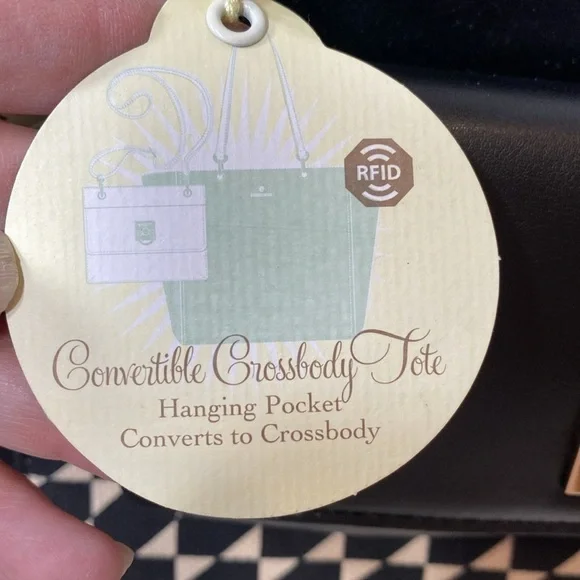 RFID
Convertible Crossbody Tote
Hanging Pocket
Converts to Crossbody